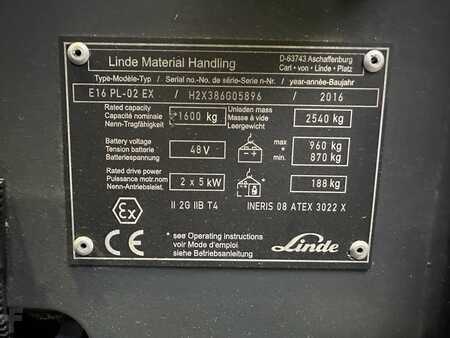 Linde Material Handling
D-63743 Aschaffenburg
Carl - von - Linde - Platz
Type-Modèle-Typ / Serial no.-No. de série-Serie n-Nr. / year-année-Baujahr
E16 PL-02 EX / H2X386G05896 / 2016
Rated capacity
Capacité nominale
Nenn-Tragfähigkeit
*1600 kg
Unladen mass
Masse à vide
Leergewicht
2540 kg
Battery voltage
Tension batterie
Batteriespannung
48V
max *
min.
960 kg
870 kg
Rated drive power
Puissance motr.nom
Nenn-Antriebsleist.
2 x 5 kW
188 kg
Ex
II 2G IIB T4
INERIS 08 ATEX 3022 X
CE
* see Operating instructions
voir Mode d'emploi
siehe Betriebsanleitung
Linde